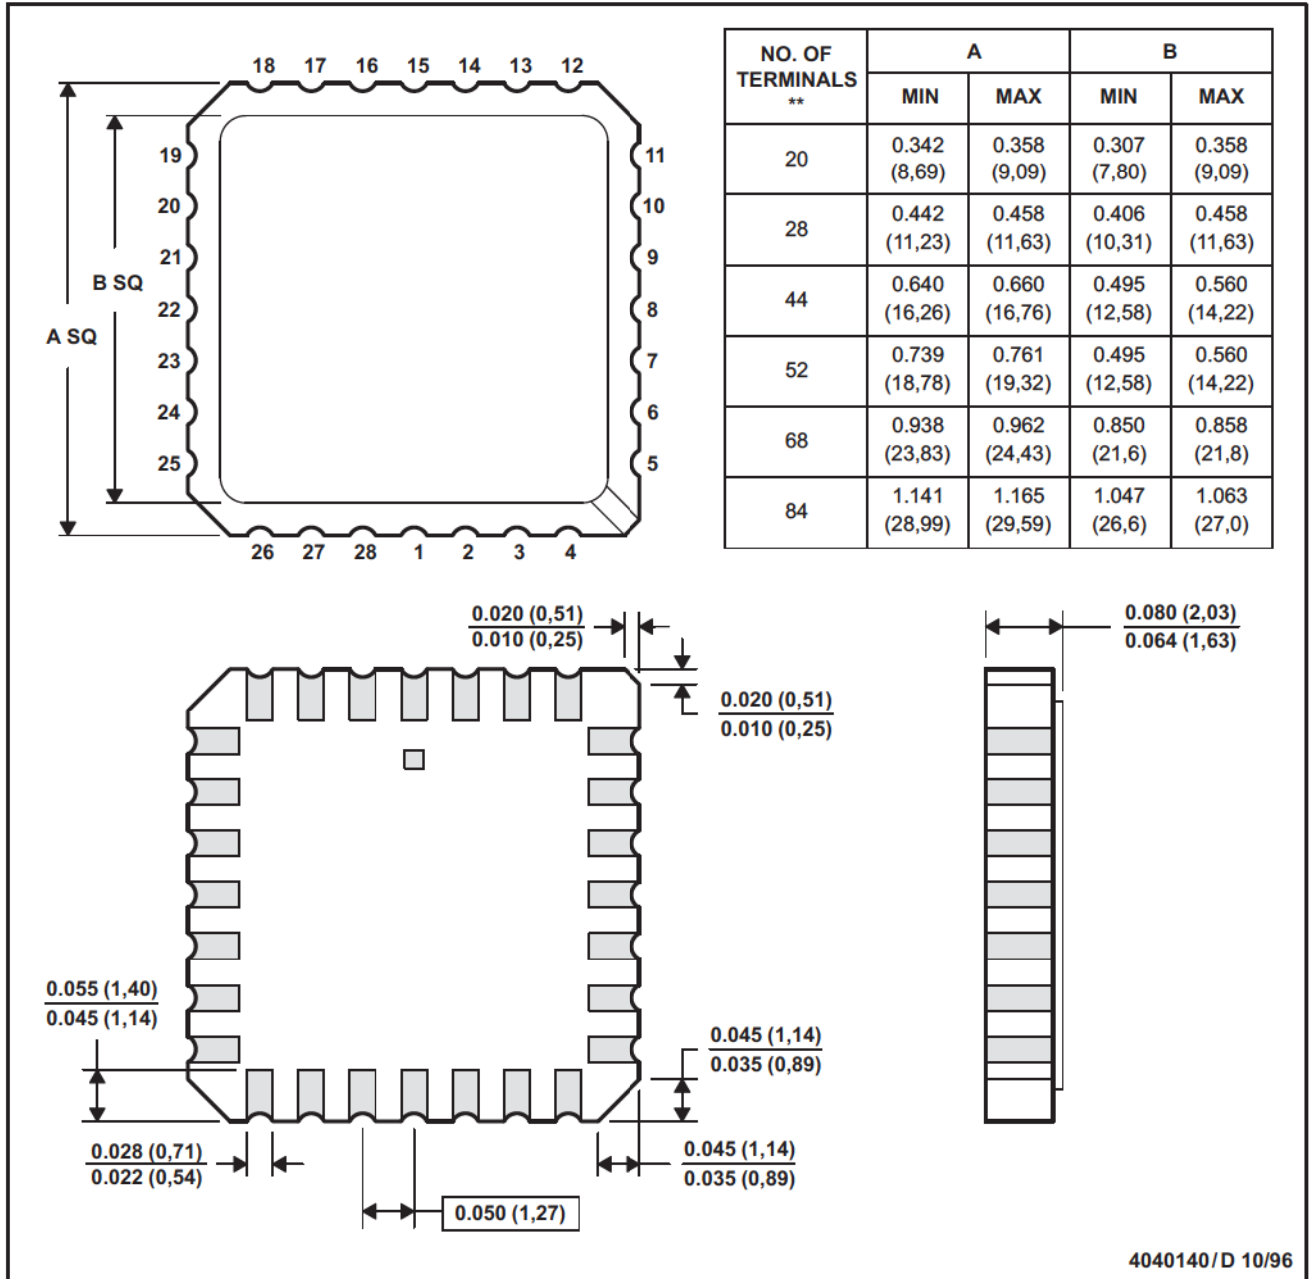 18 17 16 15 14 13 12
19
20
21
22
23
24
25
11
10
9
8
7
6
5
26 27 28 1 2 3 4
B SQ
A SQ
NO. OF TERMINALS ** A B
MIN MAX MIN MAX
20 0.342 (8,69) 0.358 (9,09) 0.307 (7,80) 0.358 (9,09)
28 0.442 (11,23) 0.458 (11,63) 0.406 (10,31) 0.458 (11,63)
44 0.640 (16,26) 0.660 (16,76) 0.495 (12,58) 0.560 (14,22)
52 0.739 (18,78) 0.761 (19,32) 0.495 (12,58) 0.560 (14,22)
68 0.938 (23,83) 0.962 (24,43) 0.850 (21,6) 0.858 (21,8)
84 1.141 (28,99) 1.165 (29,59) 1.047 (26,6) 1.063 (27,0)
0.020 (0,51)
0.010 (0,25)
0.020 (0,51)
0.010 (0,25)
0.080 (2,03)
0.064 (1,63)
0.055 (1,40)
0.045 (1,14)
0.045 (1,14)
0.035 (0,89)
0.028 (0,71)
0.022 (0,54)
0.045 (1,14)
0.035 (0,89)
0.050 (1,27)
4040140/D 10/96